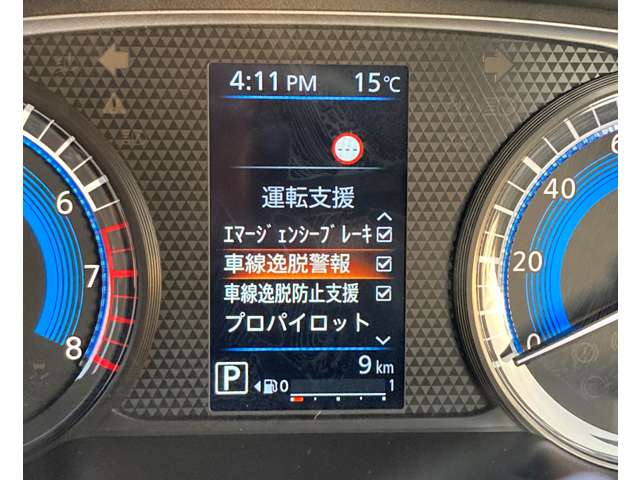 4:11 PM 15℃
---
運転支援
ｴﾏｰｼﾞｪﾝｼｰﾌﾞﾚｰｷ
車線逸脱警報
車線逸脱防止支援
プロパイロット
9 km
P 0 1
6
7
8
40
20
0